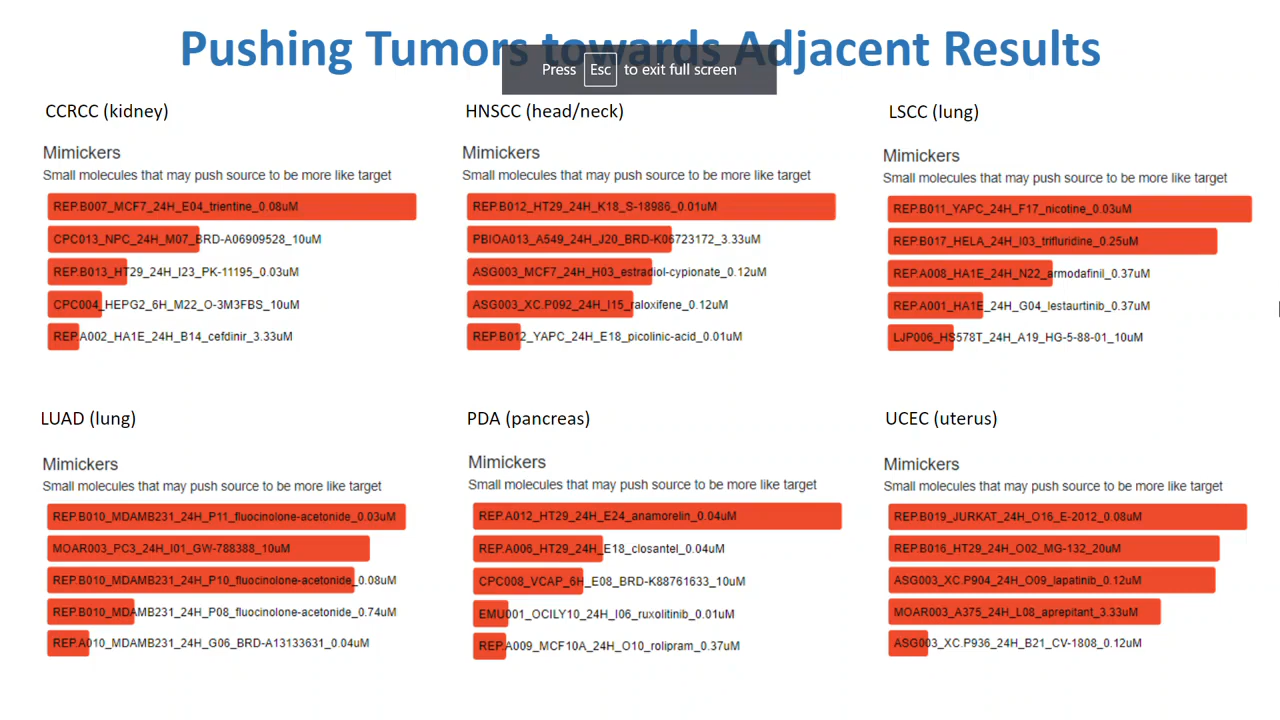 Pushing Tumors towards Adjacent Results
Press Esc to exit full screen
CCRCC (kidney)
Mimickers
Small molecules that may push source to be more like target
REP.B007_MCF7_24H_E04_trientine_0.08uM
CPC013_NPC_24H_M07_BRD-A06909528_10uM
REP.B013_HT29_24H_I23_PK-11195_0.03uM
CPC004_HEPG2_6H_M22_O-3M3FBS_10uM
REP.A002_HA1E_24H_B14_cefdinir_3.33uM
HNSCC (head/neck)
Mimickers
Small molecules that may push source to be more like target
REP.B012_HT29_24H_K18_S-18986_0.01uM
PBIOA013_A549_24H_J20_BRD-K06723172_3.33uM
ASG003_MCF7_24H_H03_estradiol-cypionate_0.12uM
ASG003_XC.P092_24H_I15_raloxifene_0.12uM
REP.B012_YAPC_24H_E18_picolinic-acid_0.01uM
LSCC (lung)
Mimickers
Small molecules that may push source to be more like target
REP.B011_YAPC_24H_F17_nicotine_0.03uM
REP.B017_HELA_24H_I03_trifluridine_0.25uM
REP.A008_HA1E_24H_N22_armodafinil_0.37uM
REP.A001_HA1E_24H_G04_lestaurtinib_0.37uM
LJP006_HS578T_24H_A19_HG-5-88-01_10uM
LUAD (lung)
Mimickers
Small molecules that may push source to be more like target
REP.B010_MDAMB231_24H_P11_fluocinolone-acetonide_0.03uM
MOAR003_PC3_24H_I01_GW-788388_10uM
REP.B010_MDAMB231_24H_P10_fluocinolone-acetonide_0.08uM
REP.B010_MDAMB231_24H_P08_fluocinolone-acetonide_0.74uM
REP.A010_MDAMB231_24H_G06_BRD-A13133631_0.04uM
PDA (pancreas)
Mimickers
Small molecules that may push source to be more like target
REP.A012_HT29_24H_E24_anamorelin_0.04uM
REP.A006_HT29_24H_E18_closantel_0.04uM
CPC008_VCAP_6H_E08_BRD-K88761633_10uM
EMU001_OCILY10_24H_I06_ruxolitinib_0.01uM
REP.A009_MCF10A_24H_O10_rolipram_0.37uM
UCEC (uterus)
Mimickers
Small molecules that may push source to be more like target
REP.B019_JURKAT_24H_O16_E-2012_0.08uM
REP.B016_HT29_24H_O02_MG-132_20uM
ASG003_XC.P904_24H_O09_lapatinib_0.12uM
MOAR003_A375_24H_L08_aprepitant_3.33uM
ASG003_XC.P936_24H_B21_CV-1808_0.12uM